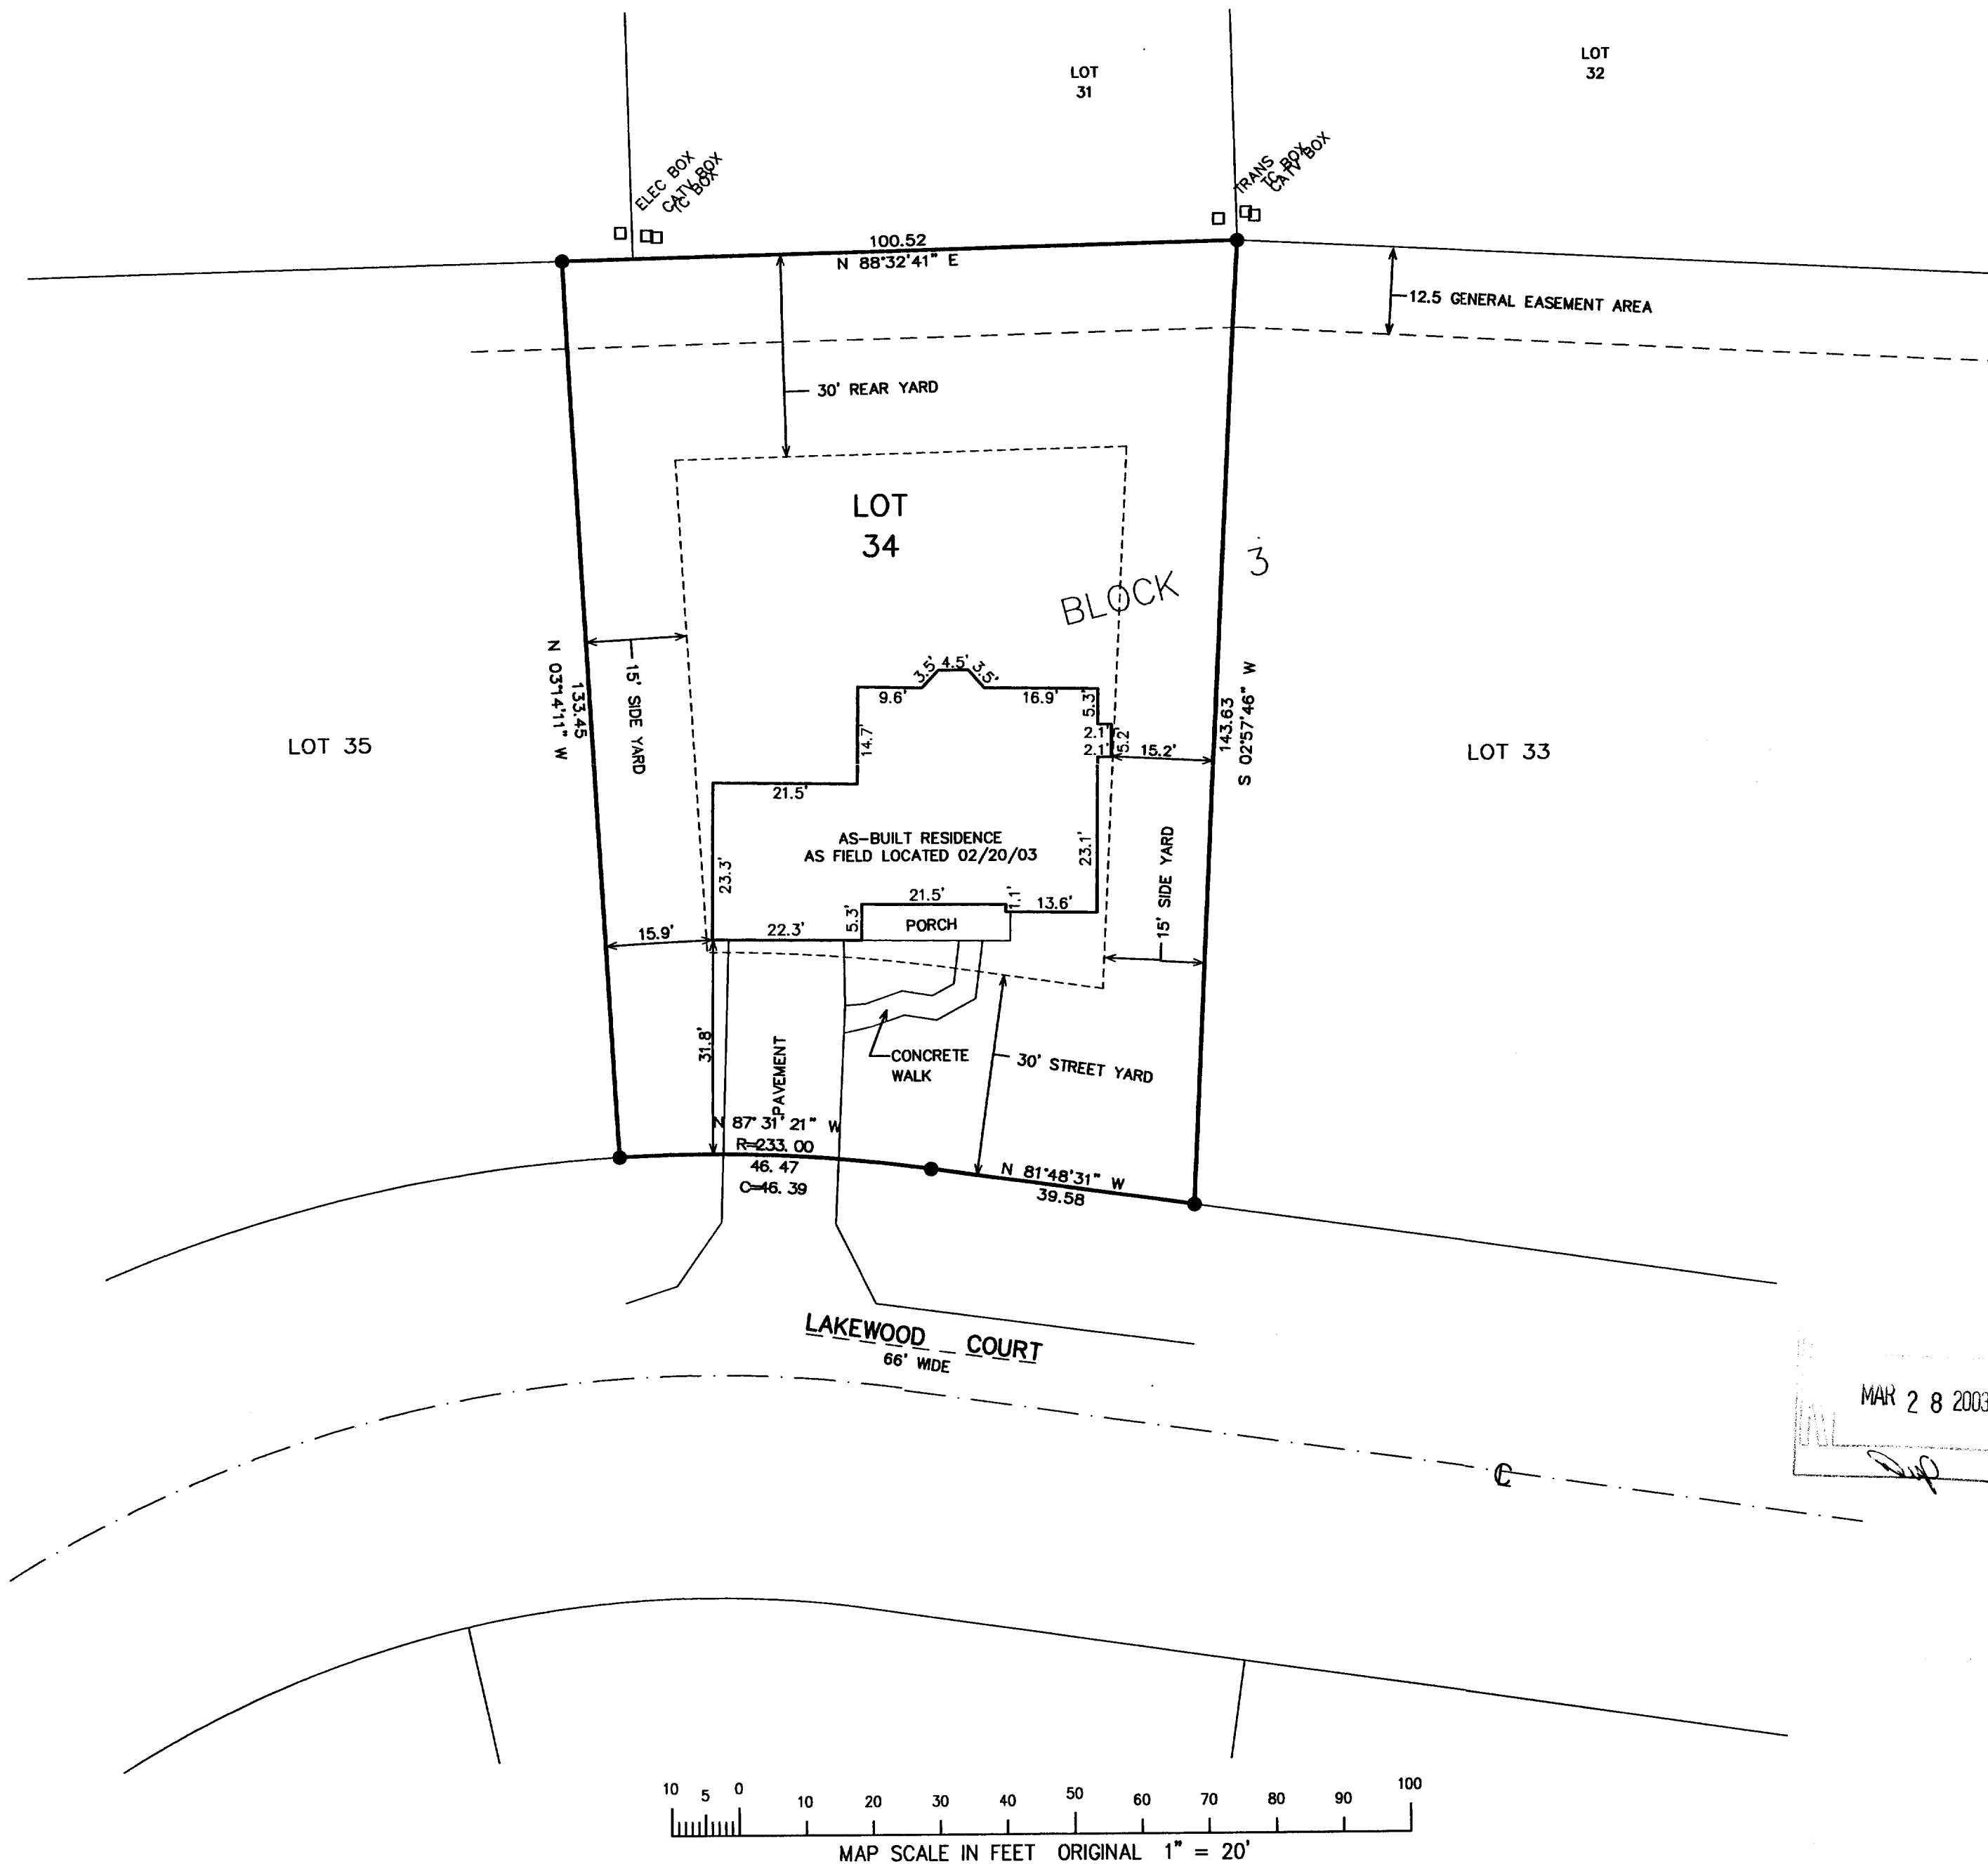 LOT
31
LOT
32
ELEC BOX
CATV BOX
TC BOX
TRANS
TC BOX
CATV BOX
100.52
N 88°32'41" E
12.5 GENERAL EASEMENT AREA
30' REAR YARD
LOT
34
BLOCK 3
N 03°14'11" W
133.45
15' SIDE YARD
3.5' 4.5' 3.5'
9.6' 16.9'
5.3'
2.1'
5.2'
2.1'
15.2'
143.63
S 02°57'46" W
14.7'
LOT 35
LOT 33
21.5'
AS-BUILT RESIDENCE
AS FIELD LOCATED 02/20/03
23.3'
23.1'
15' SIDE YARD
21.5'
1.1'
13.6'
5.3'
PORCH
22.3'
15.9'
31.8'
PAVEMENT
CONCRETE
WALK
30' STREET YARD
N 87°31'21" W
R=233.00
46.47
C=46.39
N 81°48'31" W
39.58
LAKEWOOD COURT
66' WIDE
MAR 28 2003
10 5 0 10 20 30 40 50 60 70 80 90 100
MAP SCALE IN FEET ORIGINAL 1" = 20'